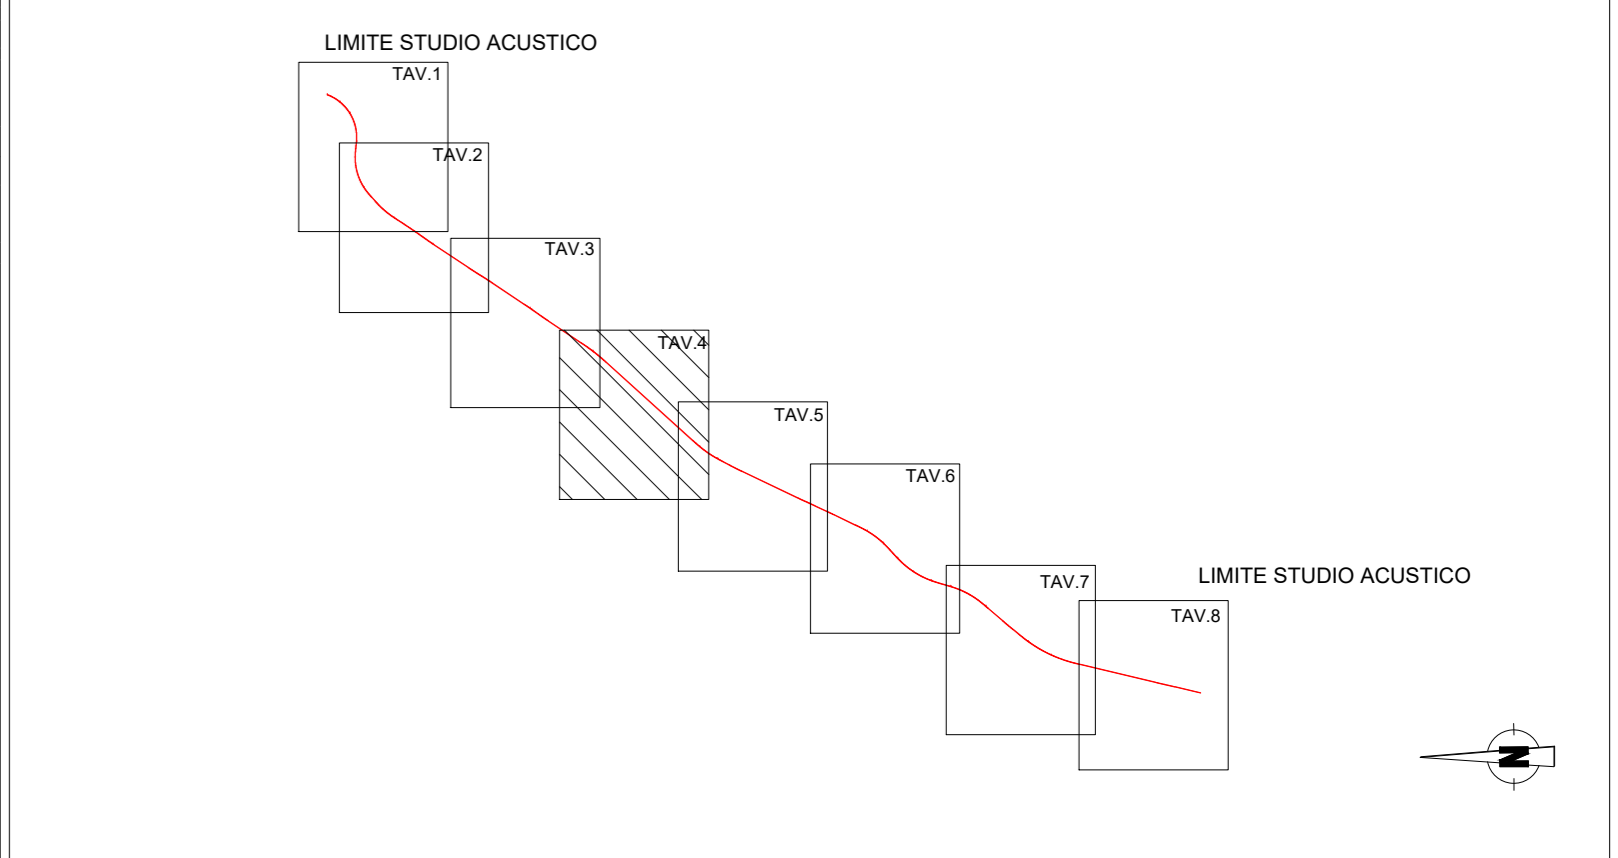 LIMITE STUDIO ACUSTICO
TAV.1
TAV.2
TAV.3
TAV.4
TAV.5
TAV.6
TAV.7
LIMITE STUDIO ACUSTICO
TAV.8
N